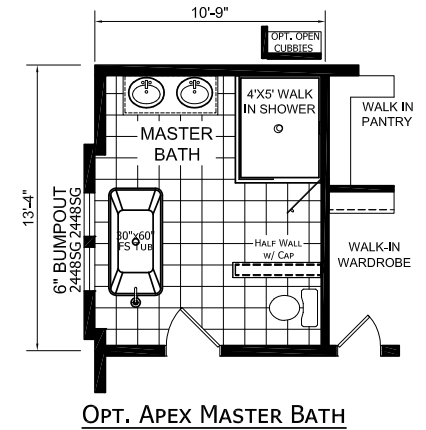 10'-9"
OPT. OPEN
CUBBIES
4'X5' WALK
IN SHOWER
WALK IN
PANTRY
MASTER
BATH
13'-4"
6" BUMPOUT
2448SG 2448SG
30"x60"
FS TUB
HALF WALL
W/ CAP
WALK-IN
WARDROBE
OPT. APEX MASTER BATH